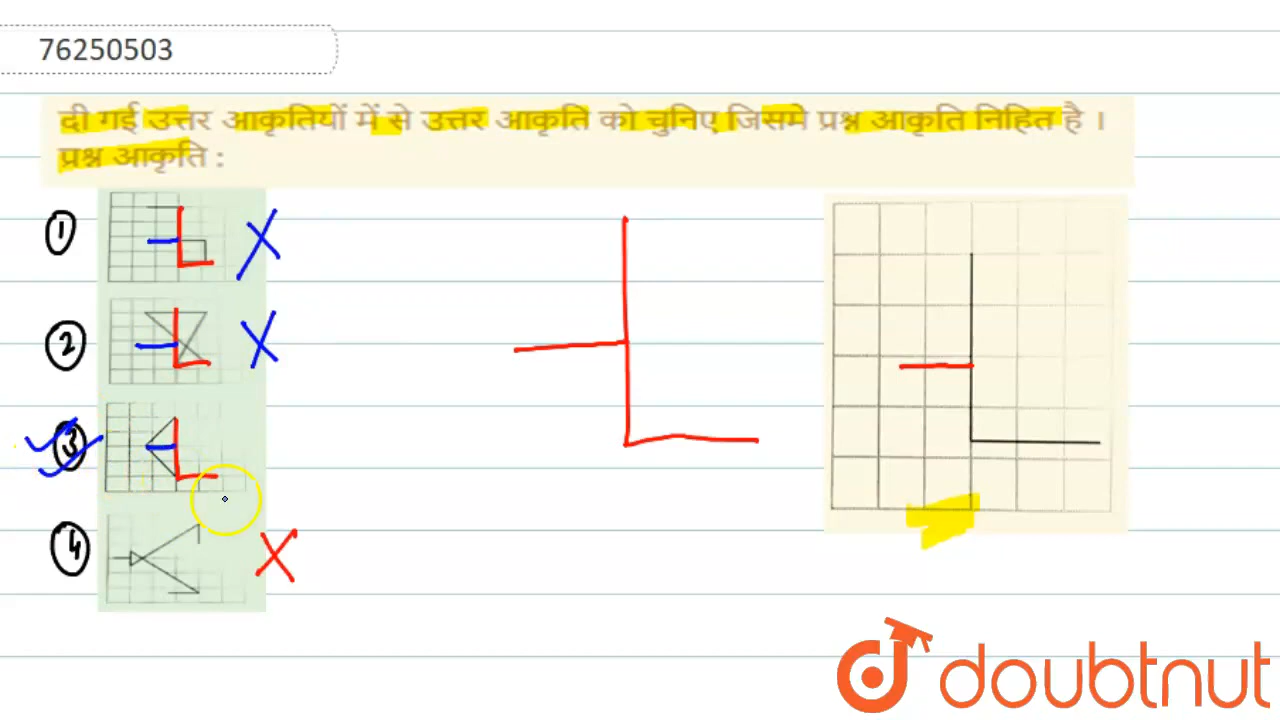 76250503
दी गई उत्तर आकृतियों में से उत्तर आकृति को चुनिए जिसमे प्रश्न आकृति निहित है ।
प्रश्न आकृति :
1
2
3
4
doubtnut